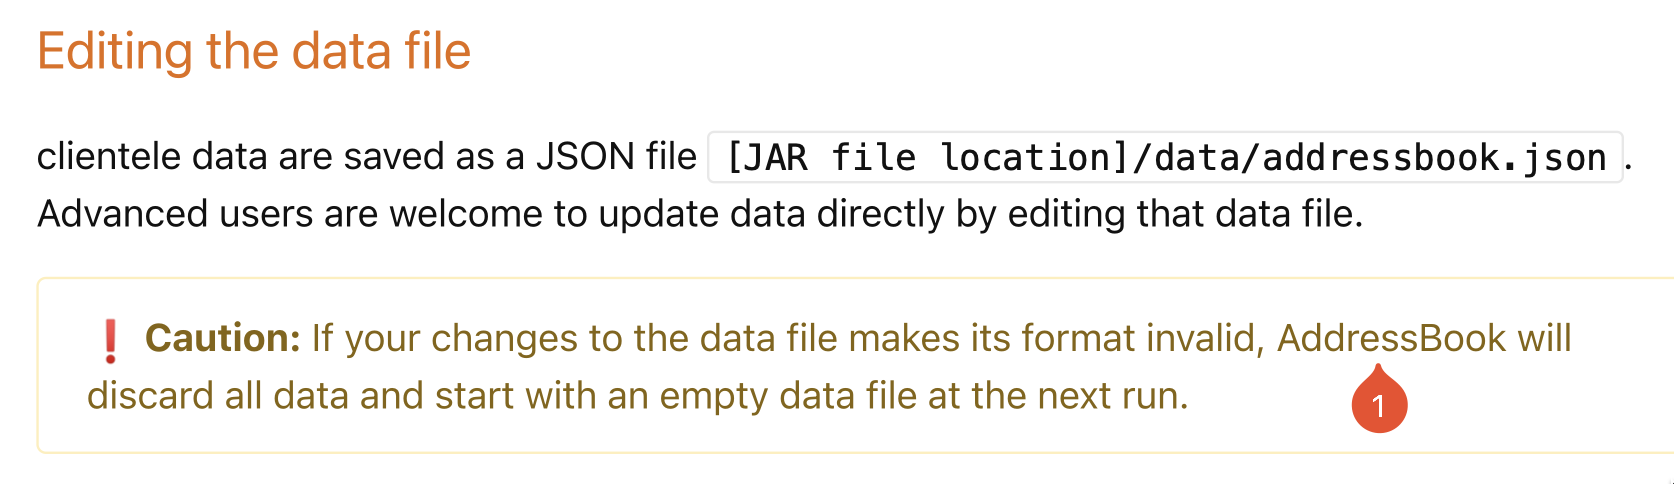 Editing the data file
clientele data are saved as a JSON file [JAR file location]/data/addressbook.json.
Advanced users are welcome to update data directly by editing that data file.
❗ Caution: If your changes to the data file makes its format invalid, AddressBook will
discard all data and start with an empty data file at the next run.
1